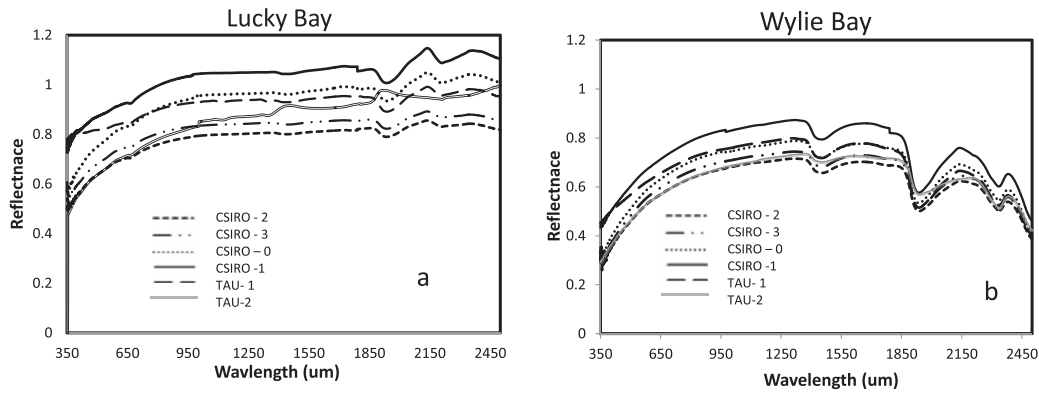 Lucky Bay
1.2
1
0.8
0.6
0.4
0.2
0
Reflectnace
CSIRO - 2
CSIRO - 3
CSIRO – 0
CSIRO -1
TAU- 1
TAU-2
a
350 650 950 1250 1550 1850 2150 2450
Wavlength (um)
Wylie Bay
1.2
1
0.8
0.6
0.4
0.2
0
Reflectnace
CSIRO - 2
CSIRO - 3
CSIRO – 0
CSIRO -1
TAU- 1
TAU-2
b
350 650 950 1250 1550 1850 2150 2450
Wavelength (um)